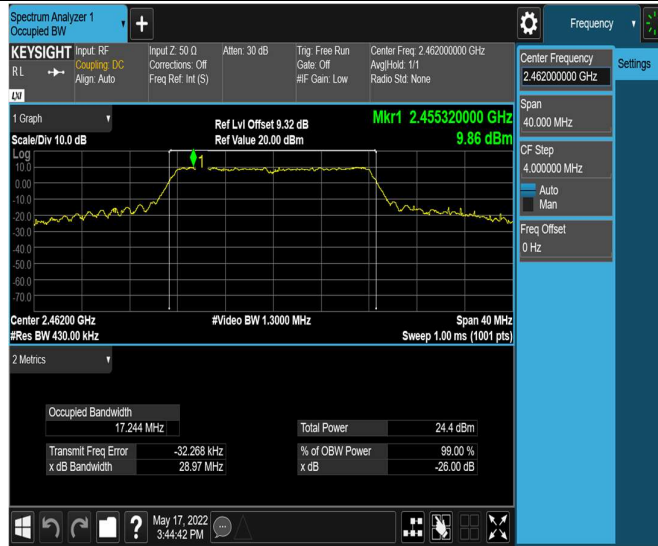 Spectrum Analyzer 1
Occupied BW
Frequency
KEYSIGHT
R L
LXI
Input: RF
Coupling: DC
Align: Auto
Input Z: 50 Ω
Corrections: Off
Freq Ref: Int (S)
Atten: 30 dB
Trig: Free Run
Gate: Off
#IF Gain: Low
Center Freq: 2.462000000 GHz
Avg|Hold: 1/1
Radio Std: None
Center Frequency
2.462000000 GHz
Settings
Span
40.000 MHz
CF Step
4.000000 MHz
Auto
Man
Freq Offset
0 Hz
1 Graph
Scale/Div 10.0 dB
Ref Lvl Offset 9.32 dB
Ref Value 20.00 dBm
Mkr1 2.455320000 GHz
9.86 dBm
Log
10.0
0.00
-10.0
-20.0
-30.0
-40.0
-50.0
-60.0
-70.0
1
Center 2.46200 GHz
#Res BW 430.00 kHz
#Video BW 1.3000 MHz
Span 40 MHz
Sweep 1.00 ms (1001 pts)
2 Metrics
Occupied Bandwidth
17.244 MHz
Total Power 24.4 dBm
Transmit Freq Error -32.268 kHz
% of OBW Power 99.00 %
x dB Bandwidth 28.97 MHz
x dB -26.00 dB
?
May 17, 2022
3:44:42 PM